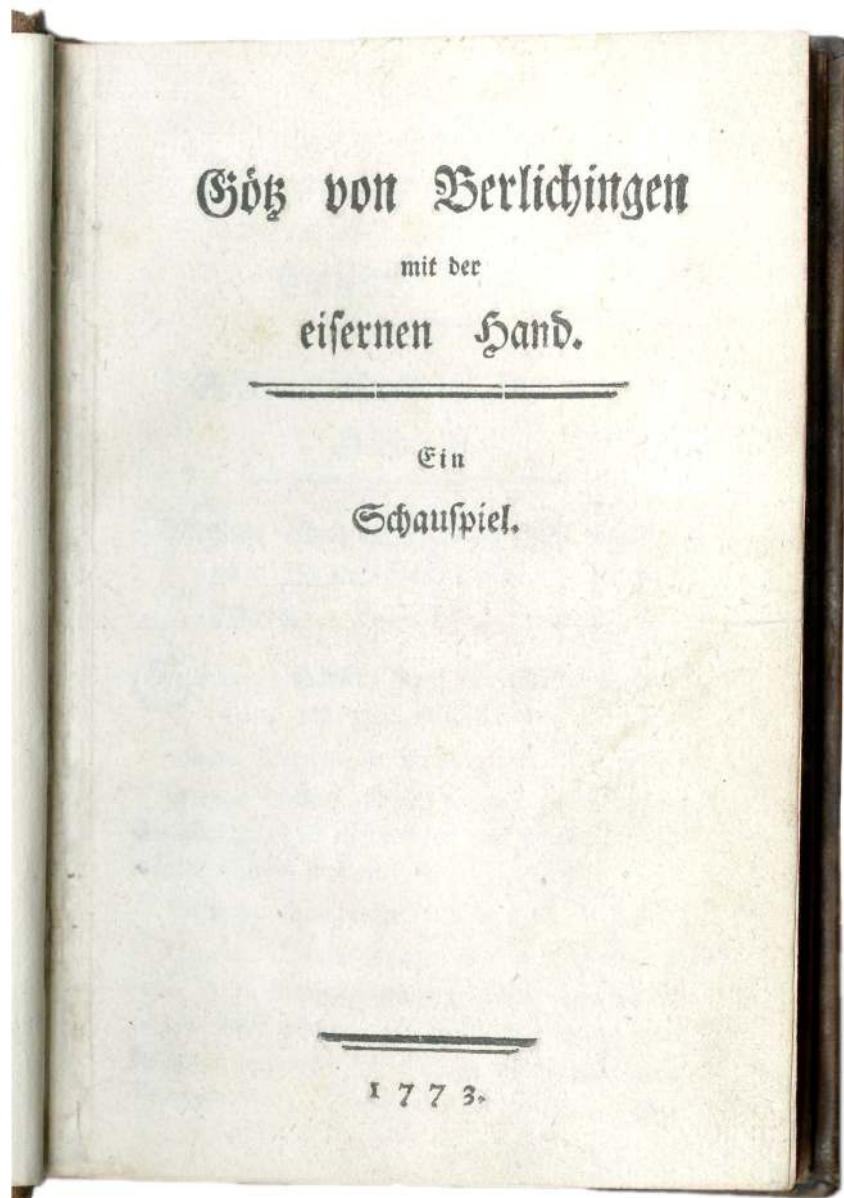 Götz von Berlichingen
mit der
eiſernen Hand.
Ein
Schauſpiel.
1773.